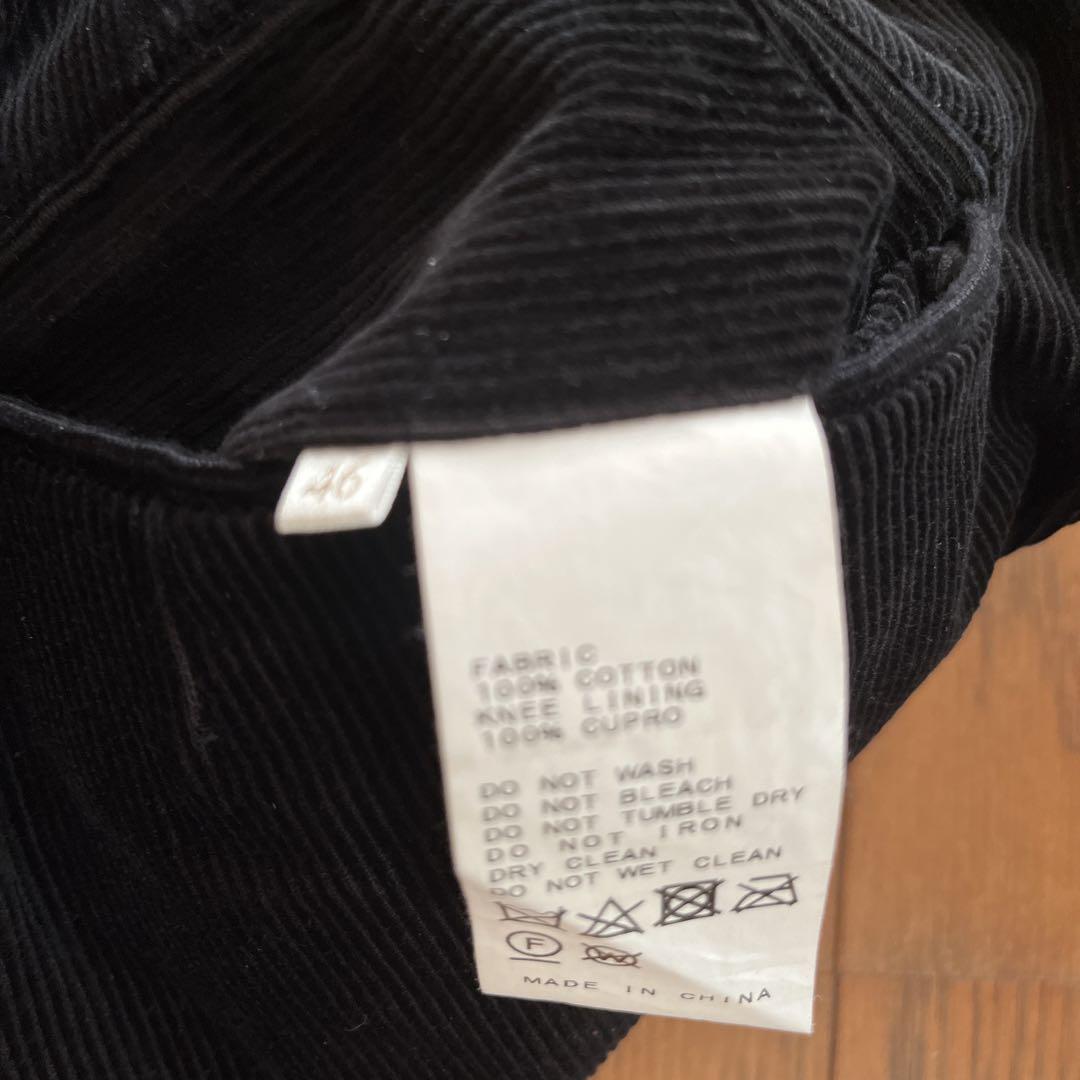 46
FABRIC
100% COTTON
KNEE LINING
100% CUPRO
DO NOT WASH
DO NOT BLEACH
DO NOT TUMBLE DRY
DO NOT IRON
DRY CLEAN
DO NOT WET CLEAN
F
W
MADE IN CHINA